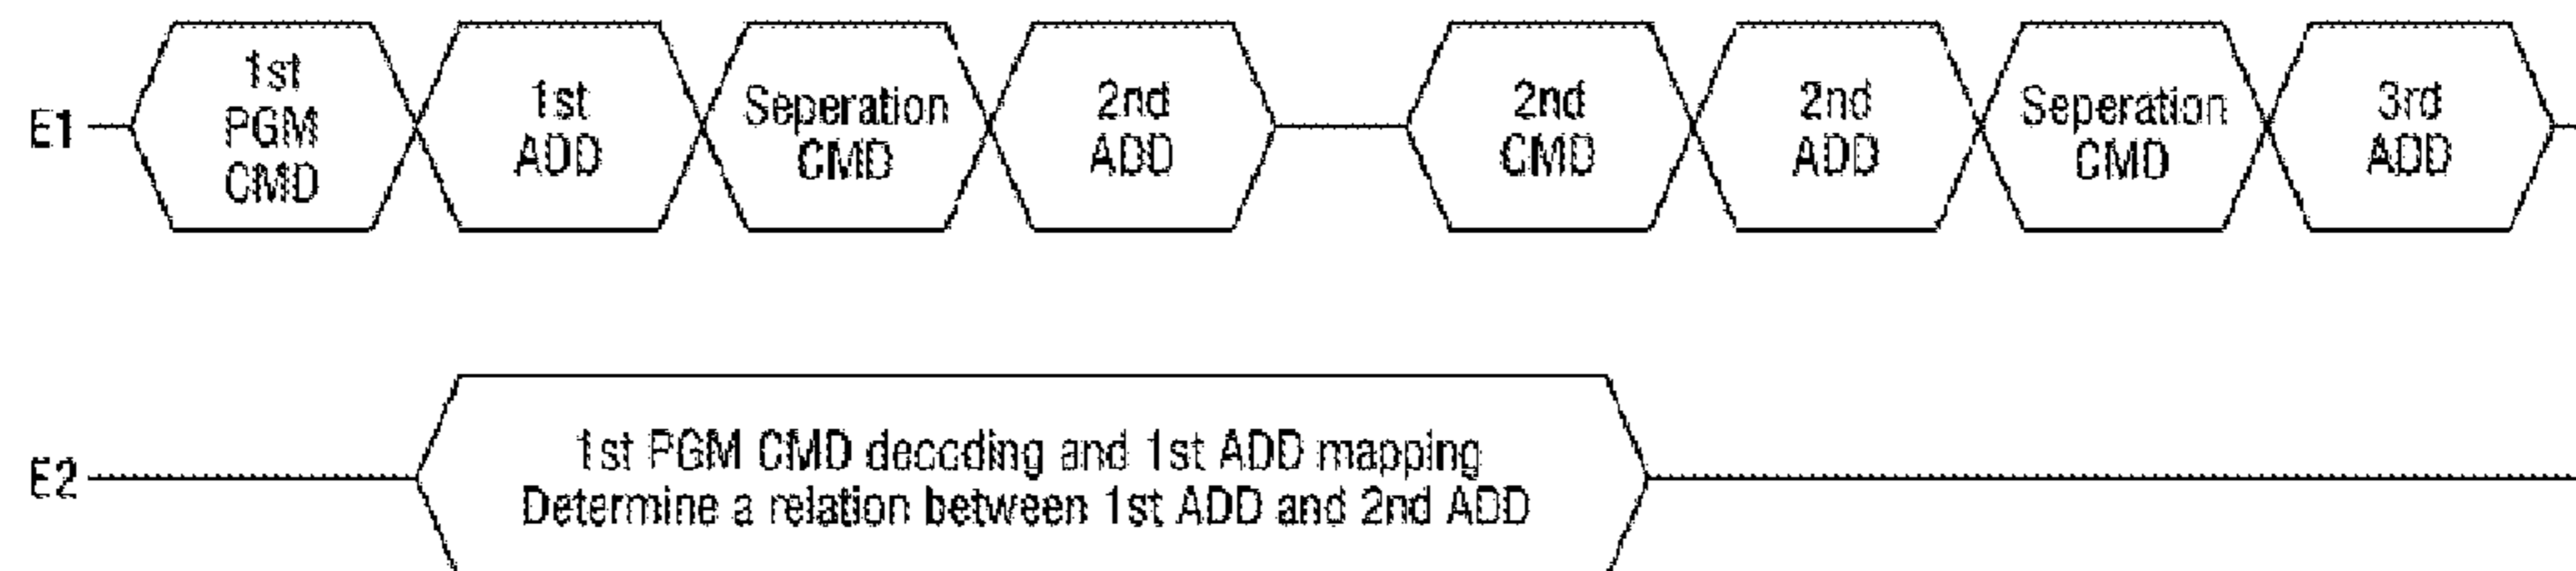 E1
1st
PGM
CMD
1st
ADD
Seperation
CMD
2nd
ADD
2nd
CMD
2nd
ADD
Seperation
CMD
3rd
ADD
E2
1st PGM CMD decoding and 1st ADD mapping
Determine a relation between 1st ADD and 2nd ADD